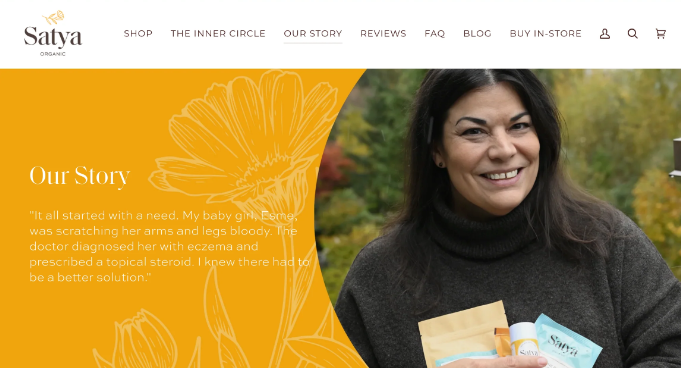 Satya
ORGANIC
SHOP THE INNER CIRCLE OUR STORY REVIEWS FAQ BLOG BUY IN-STORE
Our Story
"It all started with a need. My baby girl, Esme,
was scratching her arms and legs bloody. The
doctor diagnosed her with eczema and
prescribed a topical steroid. I knew there had to
be a better solution."
Satya
Satya